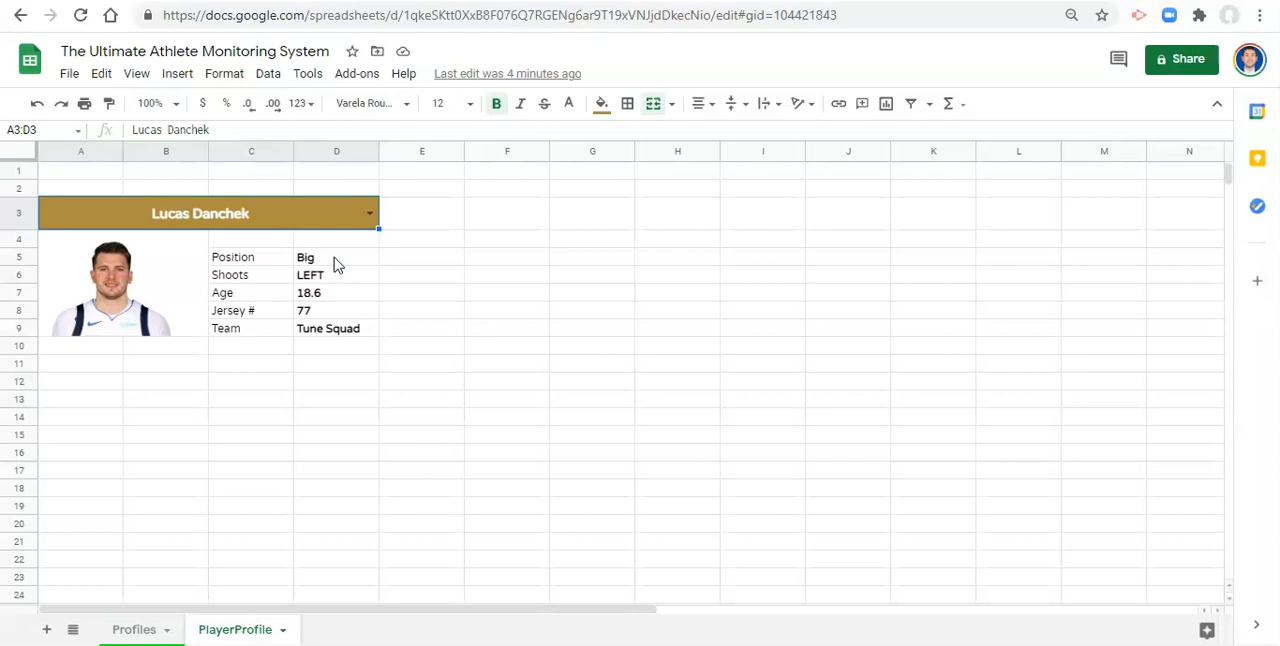 https://docs.google.com/spreadsheets/d/1qkeSKtt0XxB8F076Q7RGENg6ar9T19xVNJjdDkecNio/edit#gid=104421843
The Ultimate Athlete Monitoring System
File Edit View Insert Format Data Tools Add-ons Help Last edit was 4 minutes ago
Share
100% $ % .0 .00 123 Varela Rou... 12 B I S A Σ
A3:D3 fx Lucas Danchek
A B C D E F G H I J K L M N
1
2
3 Lucas Danchek
4
5 Position Big
6 Shoots LEFT
7 Age 18.6
8 Jersey # 77
9 Team Tune Squad
10
11
12
13
14
15
16
17
18
19
20
21
22
23
24
Profiles PlayerProfile